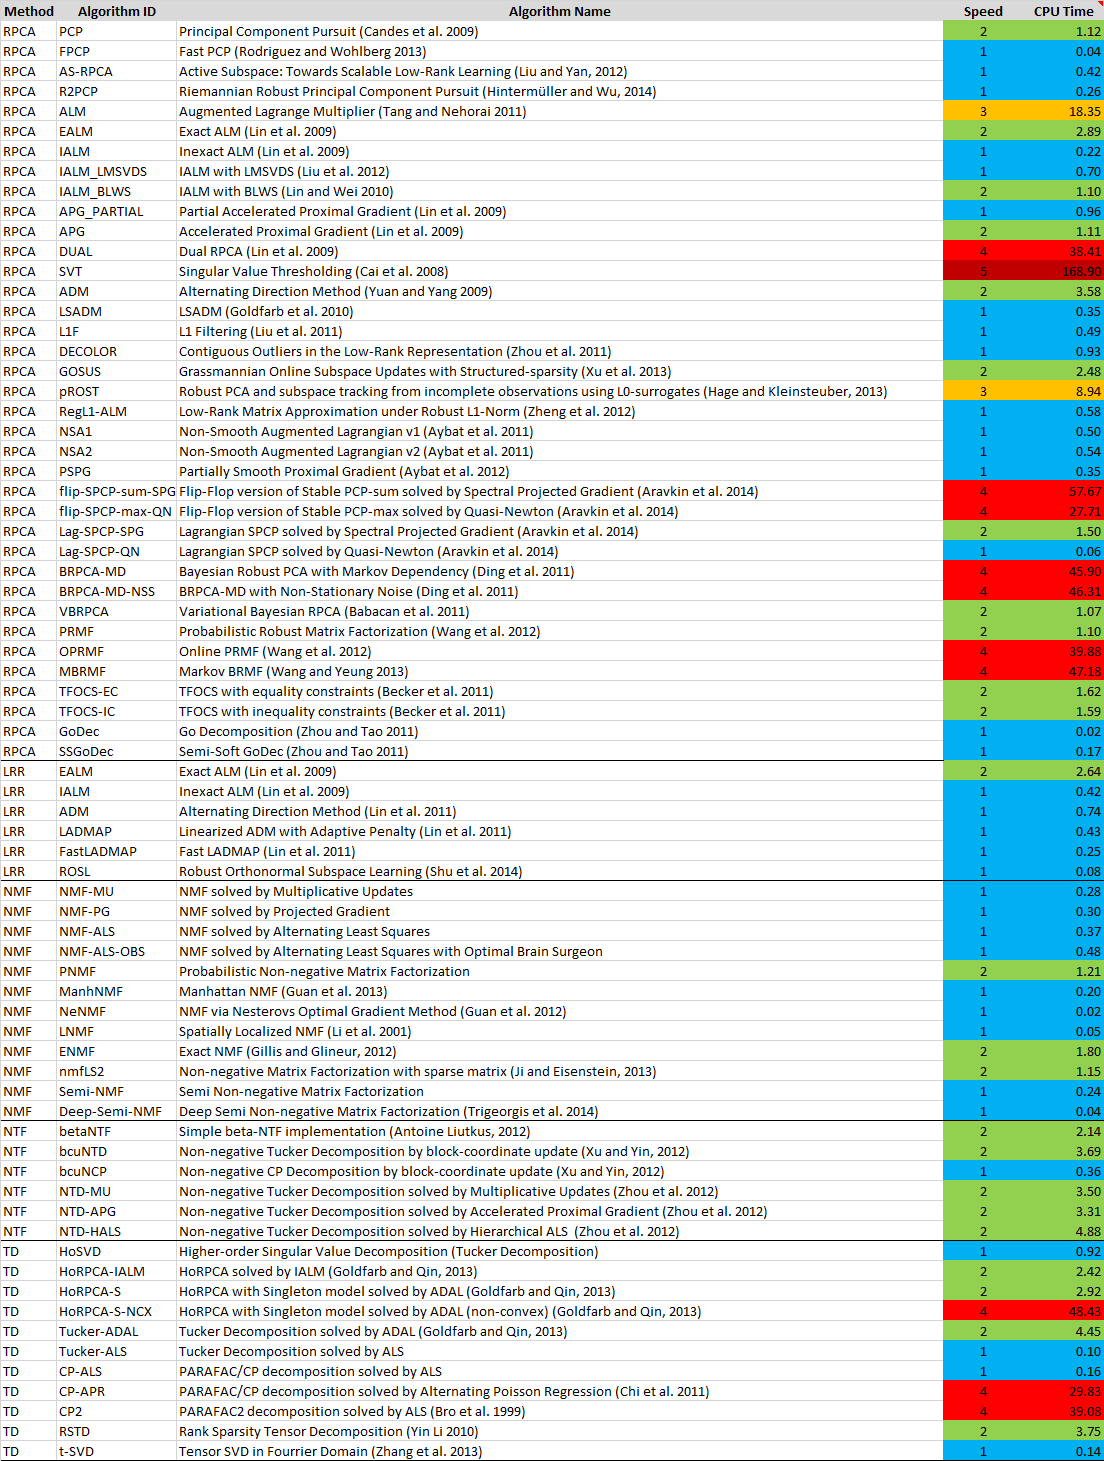 Method Algorithm ID Algorithm Name Speed CPU Time
RPCA PCP Principal Component Pursuit (Candes et al. 2009) 2 1.12
RPCA FPCP Fast PCP (Rodriguez and Wohlberg 2013) 1 0.04
RPCA AS-RPCA Active Subspace: Towards Scalable Low-Rank Learning (Liu and Yan, 2012) 1 0.42
RPCA R2PCP Riemannian Robust Principal Component Pursuit (Hintermüller and Wu, 2014) 1 0.26
RPCA ALM Augmented Lagrange Multiplier (Tang and Nehorai 2011) 3 18.35
RPCA EALM Exact ALM (Lin et al. 2009) 2 2.89
RPCA IALM Inexact ALM (Lin et al. 2009) 1 0.22
RPCA IALM_LMSVDS IALM with LMSVDS (Liu et al. 2012) 1 0.70
RPCA IALM_BLWS IALM with BLWS (Lin and Wei 2010) 2 1.10
RPCA APG_PARTIAL Partial Accelerated Proximal Gradient (Lin et al. 2009) 1 0.96
RPCA APG Accelerated Proximal Gradient (Lin et al. 2009) 2 1.11
RPCA DUAL Dual RPCA (Lin et al. 2009) 4 38.41
RPCA SVT Singular Value Thresholding (Cai et al. 2008) 5 168.90
RPCA ADM Alternating Direction Method (Yuan and Yang 2009) 2 3.58
RPCA LSADM LSADM (Goldfarb et al. 2010) 1 0.35
RPCA L1F L1 Filtering (Liu et al. 2011) 1 0.49
RPCA DECOLOR Contiguous Outliers in the Low-Rank Representation (Zhou et al. 2011) 1 0.93
RPCA GOSUS Grassmannian Online Subspace Updates with Structured-sparsity (Xu et al. 2013) 2 2.48
RPCA pROST Robust PCA and subspace tracking from incomplete observations using L0-surrogates (Hage and Kleinsteuber, 2013) 3 8.94
RPCA RegL1-ALM Low-Rank Matrix Approximation under Robust L1-Norm (Zheng et al. 2012) 1 0.58
RPCA NSA1 Non-Smooth Augmented Lagrangian v1 (Aybat et al. 2011) 1 0.50
RPCA NSA2 Non-Smooth Augmented Lagrangian v2 (Aybat et al. 2011) 1 0.54
RPCA PSPG Partially Smooth Proximal Gradient (Aybat et al. 2012) 1 0.35
RPCA flip-SPCP-sum-SPG Flip-Flop version of Stable PCP-sum solved by Spectral Projected Gradient (Aravkin et al. 2014) 4 57.67
RPCA flip-SPCP-max-QN Flip-Flop version of Stable PCP-max solved by Quasi-Newton (Aravkin et al. 2014) 4 27.71
RPCA Lag-SPCP-SPG Lagrangian SPCP solved by Spectral Projected Gradient (Aravkin et al. 2014) 2 1.50
RPCA Lag-SPCP-QN Lagrangian SPCP solved by Quasi-Newton (Aravkin et al. 2014) 1 0.06
RPCA BRPCA-MD Bayesian Robust PCA with Markov Dependency (Ding et al. 2011) 4 45.90
RPCA BRPCA-MD-NSS BRPCA-MD with Non-Stationary Noise (Ding et al. 2011) 4 46.31
RPCA VBRPCA Variational Bayesian RPCA (Babacan et al. 2011) 2 1.07
RPCA PRMF Probabilistic Robust Matrix Factorization (Wang et al. 2012) 2 1.10
RPCA OPRMF Online PRMF (Wang et al. 2012) 4 39.88
RPCA MBRMF Markov BRMF (Wang and Yeung 2013) 4 47.18
RPCA TFOCS-EC TFOCS with equality constraints (Becker et al. 2011) 2 1.62
RPCA TFOCS-IC TFOCS with inequality constraints (Becker et al. 2011) 2 1.59
RPCA GoDec Go Decomposition (Zhou and Tao 2011) 1 0.02
RPCA SSGoDec Semi-Soft GoDec (Zhou and Tao 2011) 1 0.17
LRR EALM Exact ALM (Lin et al. 2009) 2 2.64
LRR IALM Inexact ALM (Lin et al. 2009) 1 0.42
LRR ADM Alternating Direction Method (Lin et al. 2011) 1 0.74
LRR LADMAP Linearized ADM with Adaptive Penalty (Lin et al. 2011) 1 0.43
LRR FastLADMAP Fast LADMAP (Lin et al. 2011) 1 0.25
LRR ROSL Robust Orthonormal Subspace Learning (Shu et al. 2014) 1 0.08
NMF NMF-MU NMF solved by Multiplicative Updates 1 0.28
NMF NMF-PG NMF solved by Projected Gradient 1 0.30
NMF NMF-ALS NMF solved by Alternating Least Squares 1 0.37
NMF NMF-ALS-OBS NMF solved by Alternating Least Squares with Optimal Brain Surgeon 1 0.48
NMF PNMF Probabilistic Non-negative Matrix Factorization 2 1.21
NMF ManhNMF Manhattan NMF (Guan et al. 2013) 1 0.20
NMF NeNMF NMF via Nesterovs Optimal Gradient Method (Guan et al. 2012) 1 0.02
NMF LNMF Spatially Localized NMF (Li et al. 2001) 1 0.05
NMF ENMF Exact NMF (Gillis and Glineur, 2012) 2 1.80
NMF nmfLS2 Non-negative Matrix Factorization with sparse matrix (Ji and Eisenstein, 2013) 2 1.15
NMF Semi-NMF Semi Non-negative Matrix Factorization 1 0.24
NMF Deep-Semi-NMF Deep Semi Non-negative Matrix Factorization (Trigeorgis et al. 2014) 1 0.04
NTF betaNTF Simple beta-NTF implementation (Antoine Liutkus, 2012) 2 2.14
NTF bcuNTD Non-negative Tucker Decomposition by block-coordinate update (Xu and Yin, 2012) 2 3.69
NTF bcuNCP Non-negative CP Decomposition by block-coordinate update (Xu and Yin, 2012) 1 0.36
NTF NTD-MU Non-negative Tucker Decomposition solved by Multiplicative Updates (Zhou et al. 2012) 2 3.50
NTF NTD-APG Non-negative Tucker Decomposition solved by Accelerated Proximal Gradient (Zhou et al. 2012) 2 3.31
NTF NTD-HALS Non-negative Tucker Decomposition solved by Hierarchical ALS (Zhou et al. 2012) 2 4.88
TD HoSVD Higher-order Singular Value Decomposition (Tucker Decomposition) 1 0.92
TD HoRPCA-IALM HoRPCA solved by IALM (Goldfarb and Qin, 2013) 2 2.42
TD HoRPCA-S HoRPCA with Singleton model solved by ADAL (Goldfarb and Qin, 2013) 2 2.92
TD HoRPCA-S-NCX HoRPCA with Singleton model solved by ADAL (non-convex) (Goldfarb and Qin, 2013) 4 48.43
TD Tucker-ADAL Tucker Decomposition solved by ADAL (Goldfarb and Qin, 2013) 2 4.45
TD Tucker-ALS Tucker Decomposition solved by ALS 1 0.10
TD CP-ALS PARAFAC/CP decomposition solved by ALS 1 0.16
TD CP-APR PARAFAC/CP decomposition solved by Alternating Poisson Regression (Chi et al. 2011) 4 29.83
TD CP2 PARAFAC2 decomposition solved by ALS (Bro et al. 1999) 4 39.08
TD RSTD Rank Sparsity Tensor Decomposition (Yin Li 2010) 2 3.75
TD t-SVD Tensor SVD in Fourrier Domain (Zhang et al. 2013) 1 0.14